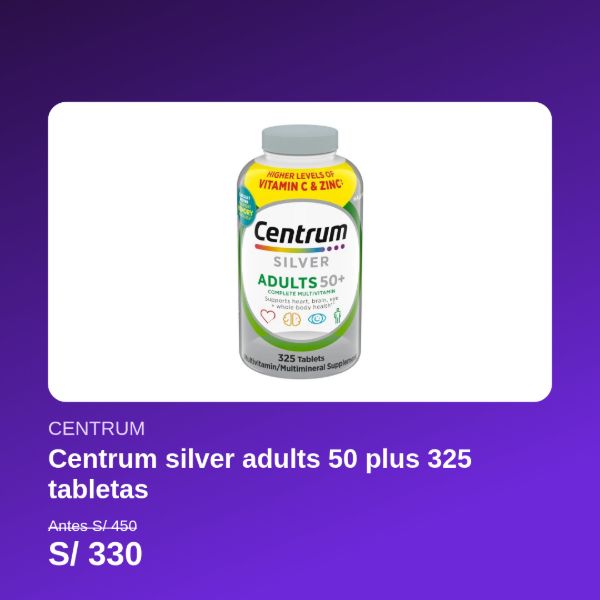 HIGHER LEVELS OF
VITAMIN C & ZINC
Centrum
SILVER
ADULTS 50+
COMPLETE MULTIVITAMIN
Supports heart, brain, eye
+ whole body health
325 Tablets
Multivitamin/Multimineral Supplement
CENTRUM
Centrum silver adults 50 plus 325
tabletas
Antes S/ 450
S/ 330